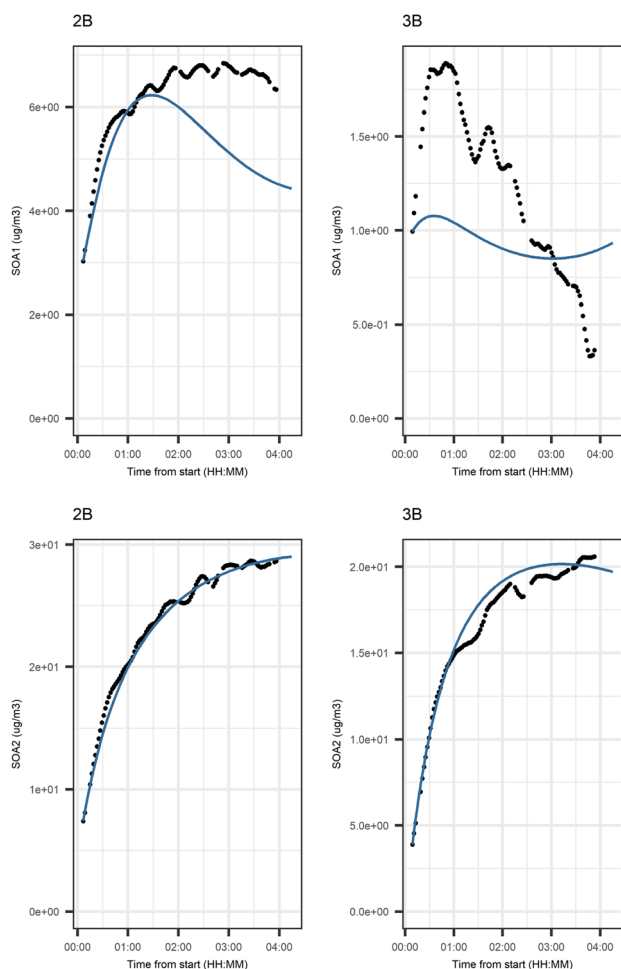 2B
3B
6e+00
4e+00
2e+00
0e+00
SOA1 (ug/m3)
00:00 01:00 02:00 03:00 04:00
Time from start (HH:MM)
1.5e+00
1.0e+00
5.0e-01
0.0e+00
SOA1 (ug/m3)
00:00 01:00 02:00 03:00 04:00
Time from start (HH:MM)
2B
3B
3e+01
2e+01
1e+01
0e+00
SOA2 (ug/m3)
00:00 01:00 02:00 03:00 04:00
Time from start (HH:MM)
2.0e+01
1.5e+01
1.0e+01
5.0e+00
0.0e+00
SOA2 (ug/m3)
00:00 01:00 02:00 03:00 04:00
Time from start (HH:MM)